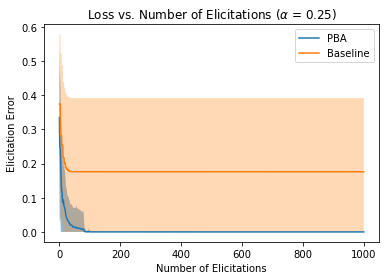 Loss vs. Number of Elicitations (α = 0.25)
PBA
Baseline
Elicitation Error
0.6
0.5
0.4
0.3
0.2
0.1
0.0
0 200 400 600 800 1000
Number of Elicitations